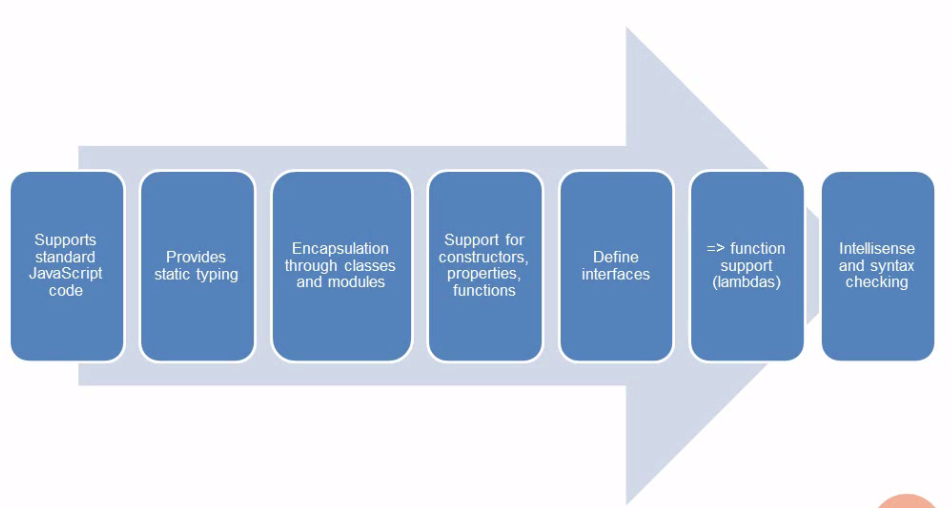 Supports
standard
JavaScript
code
Provides
static typing
Encapsulation
through classes
and modules
Support for
constructors,
properties,
functions
Define
interfaces
=> function
support
(lambdas)
Intellisense
and syntax
checking